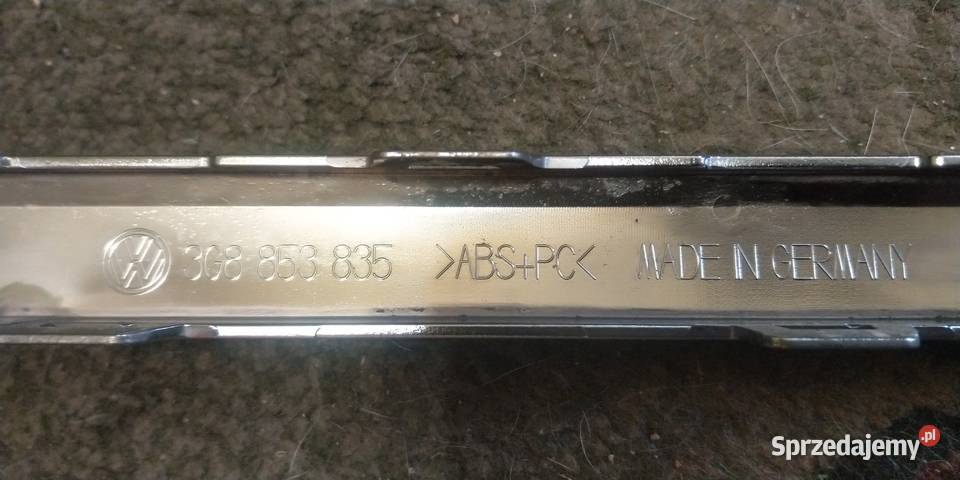 3G8 853 835 >ABS+PC< MADE IN GERMANY
Sprzedajemy.pl